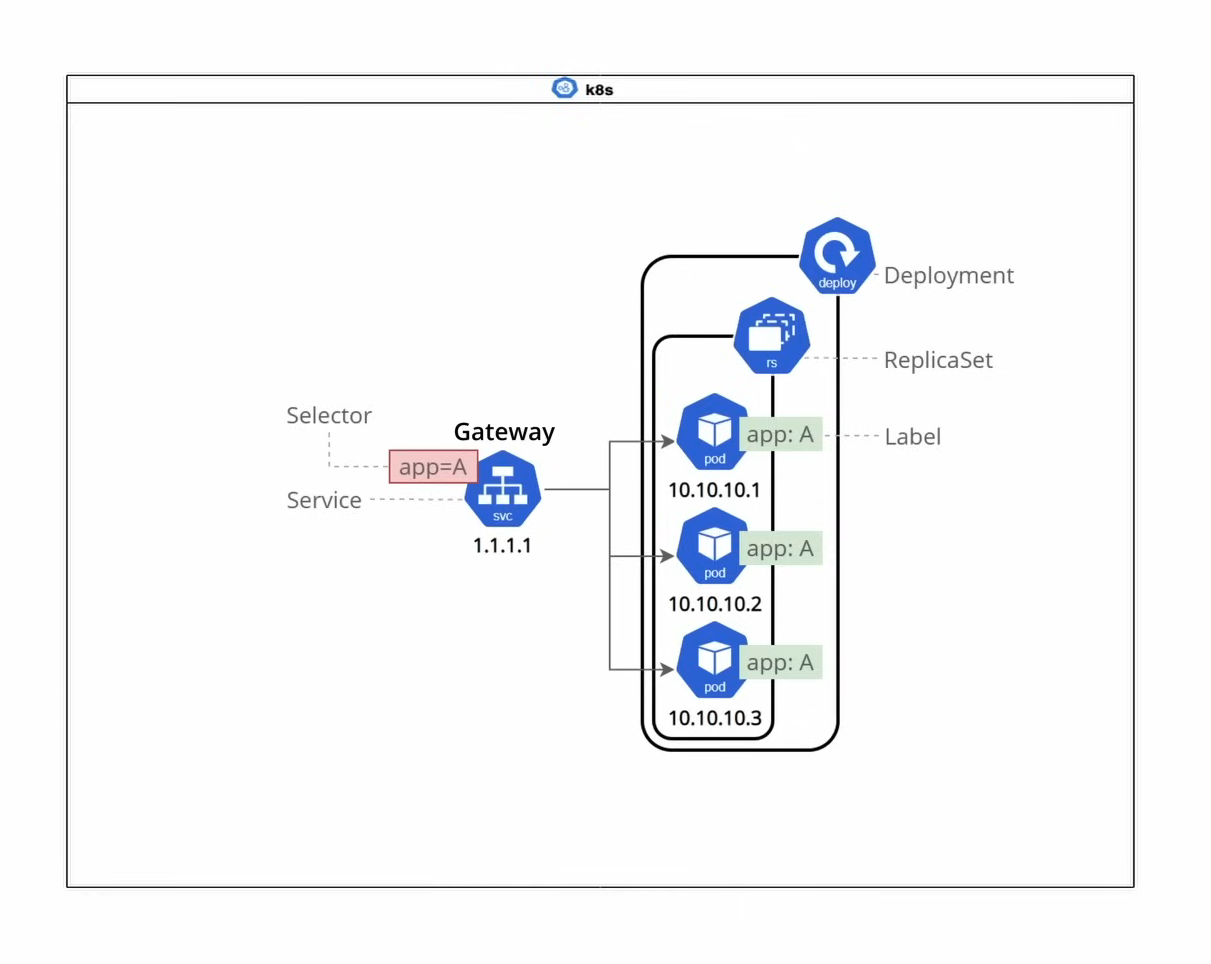 k8s
deploy
Deployment
rs
ReplicaSet
Selector
Gateway
app=A
Service
svc
1.1.1.1
pod
app: A
Label
10.10.10.1
pod
app: A
10.10.10.2
pod
app: A
10.10.10.3